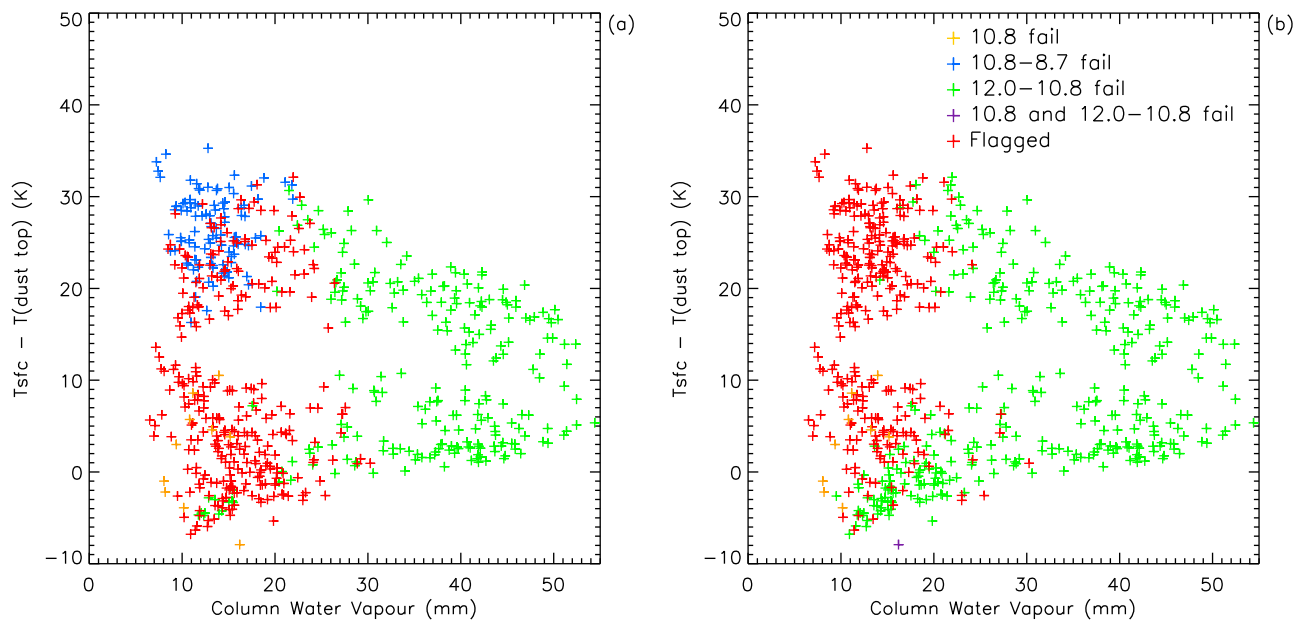 (a)
50
40
30
20
10
0
−10
Tsfc − T(dust top) (K)
0 10 20 30 40 50
Column Water Vapour (mm)
(b)
10.8 fail
10.8−8.7 fail
12.0−10.8 fail
10.8 and 12.0−10.8 fail
Flagged
50
40
30
20
10
0
−10
Tsfc − T(dust top) (K)
0 10 20 30 40 50
Column Water Vapour (mm)